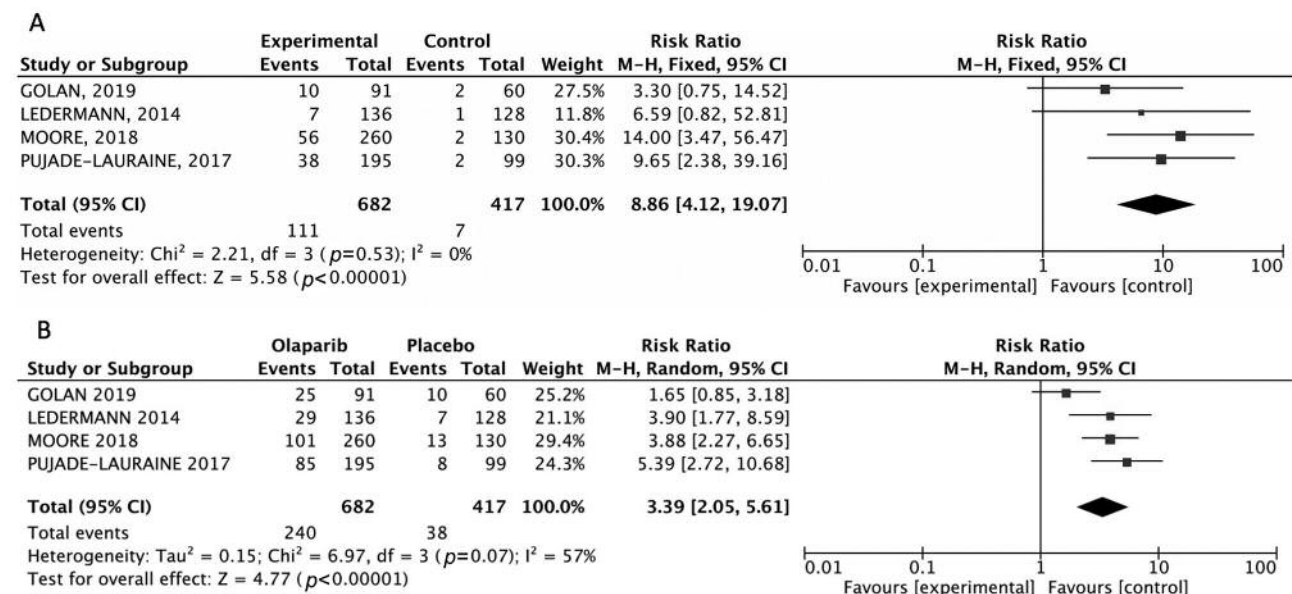 A
Experimental Control Risk Ratio Risk Ratio
Study or Subgroup Events Total Events Total Weight M-H, Fixed, 95% CI M-H, Fixed, 95% CI
GOLAN, 2019 10 91 2 60 27.5% 3.30 [0.75, 14.52]
LEDERMANN, 2014 7 136 1 128 11.8% 6.59 [0.82, 52.81]
MOORE, 2018 56 260 2 130 30.4% 14.00 [3.47, 56.47]
PUJADE-LAURAINE, 2017 38 195 2 99 30.3% 9.65 [2.38, 39.16]
Total (95% CI) 682 417 100.0% 8.86 [4.12, 19.07]
Total events 111 7
Heterogeneity: Chi² = 2.21, df = 3 (p=0.53); I² = 0%
Test for overall effect: Z = 5.58 (p<0.00001)
0.01 0.1 1 10 100
Favours [experimental] Favours [control]
B
Olaparib Placebo Risk Ratio Risk Ratio
Study or Subgroup Events Total Events Total Weight M-H, Random, 95% CI M-H, Random, 95% CI
GOLAN 2019 25 91 10 60 25.2% 1.65 [0.85, 3.18]
LEDERMANN 2014 29 136 7 128 21.1% 3.90 [1.77, 8.59]
MOORE 2018 101 260 13 130 29.4% 3.88 [2.27, 6.65]
PUJADE-LAURAINE 2017 85 195 8 99 24.3% 5.39 [2.72, 10.68]
Total (95% CI) 682 417 100.0% 3.39 [2.05, 5.61]
Total events 240 38
Heterogeneity: Tau² = 0.15; Chi² = 6.97, df = 3 (p=0.07); I² = 57%
Test for overall effect: Z = 4.77 (p<0.00001)
0.01 0.1 1 10 100
Favours [experimental] Favours [control]